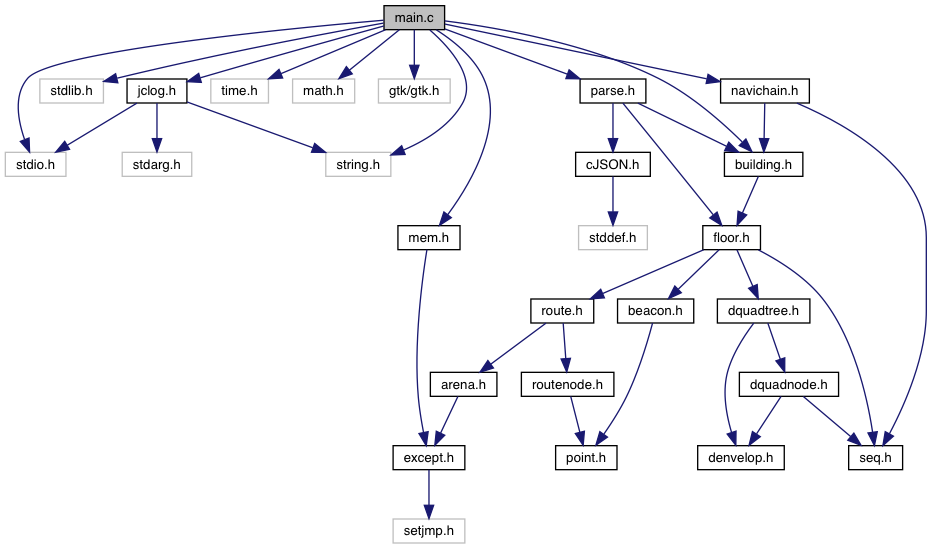 main.c
stdlib.h
jclog.h
time.h
math.h
gtk/gtk.h
parse.h
navichain.h
stdio.h
stdarg.h
string.h
cJSON.h
building.h
mem.h
stddef.h
floor.h
route.h
beacon.h
dquadtree.h
arena.h
routenode.h
dquadnode.h
except.h
point.h
denvelop.h
seq.h
setjmp.h